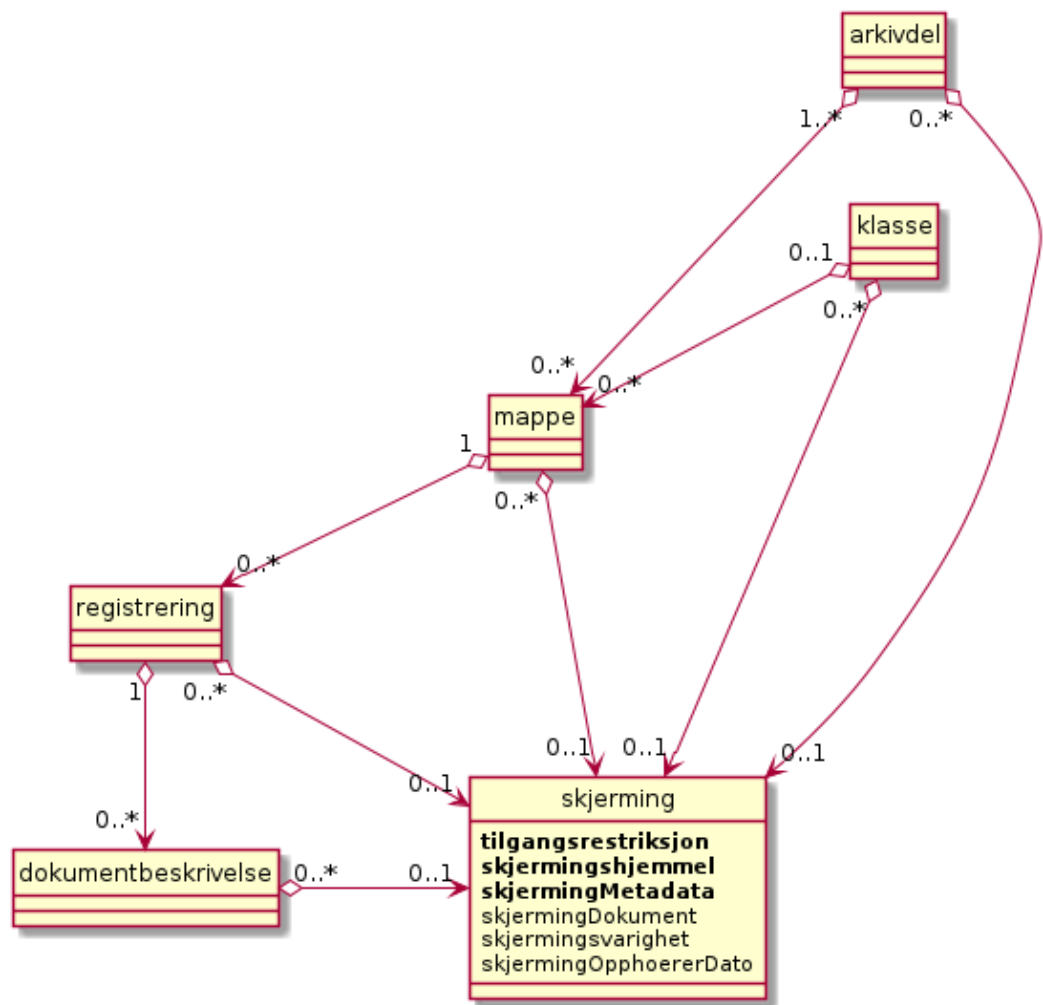 arkivdel
1..*
0..*
klasse
0..1
0..*
0..*
0..*
mappe
1
0..*
0..*
registrering
1
0..*
0..1
0..1
0..1
0..1
skjerming
0..*
tilgangsrestriksjon
skjermingshjemmel
skjermingMetadata
skjermingDokument
skjermingsvarighet
skjermingOpphoererDato
dokumentbeskrivelse
0..*
0..1